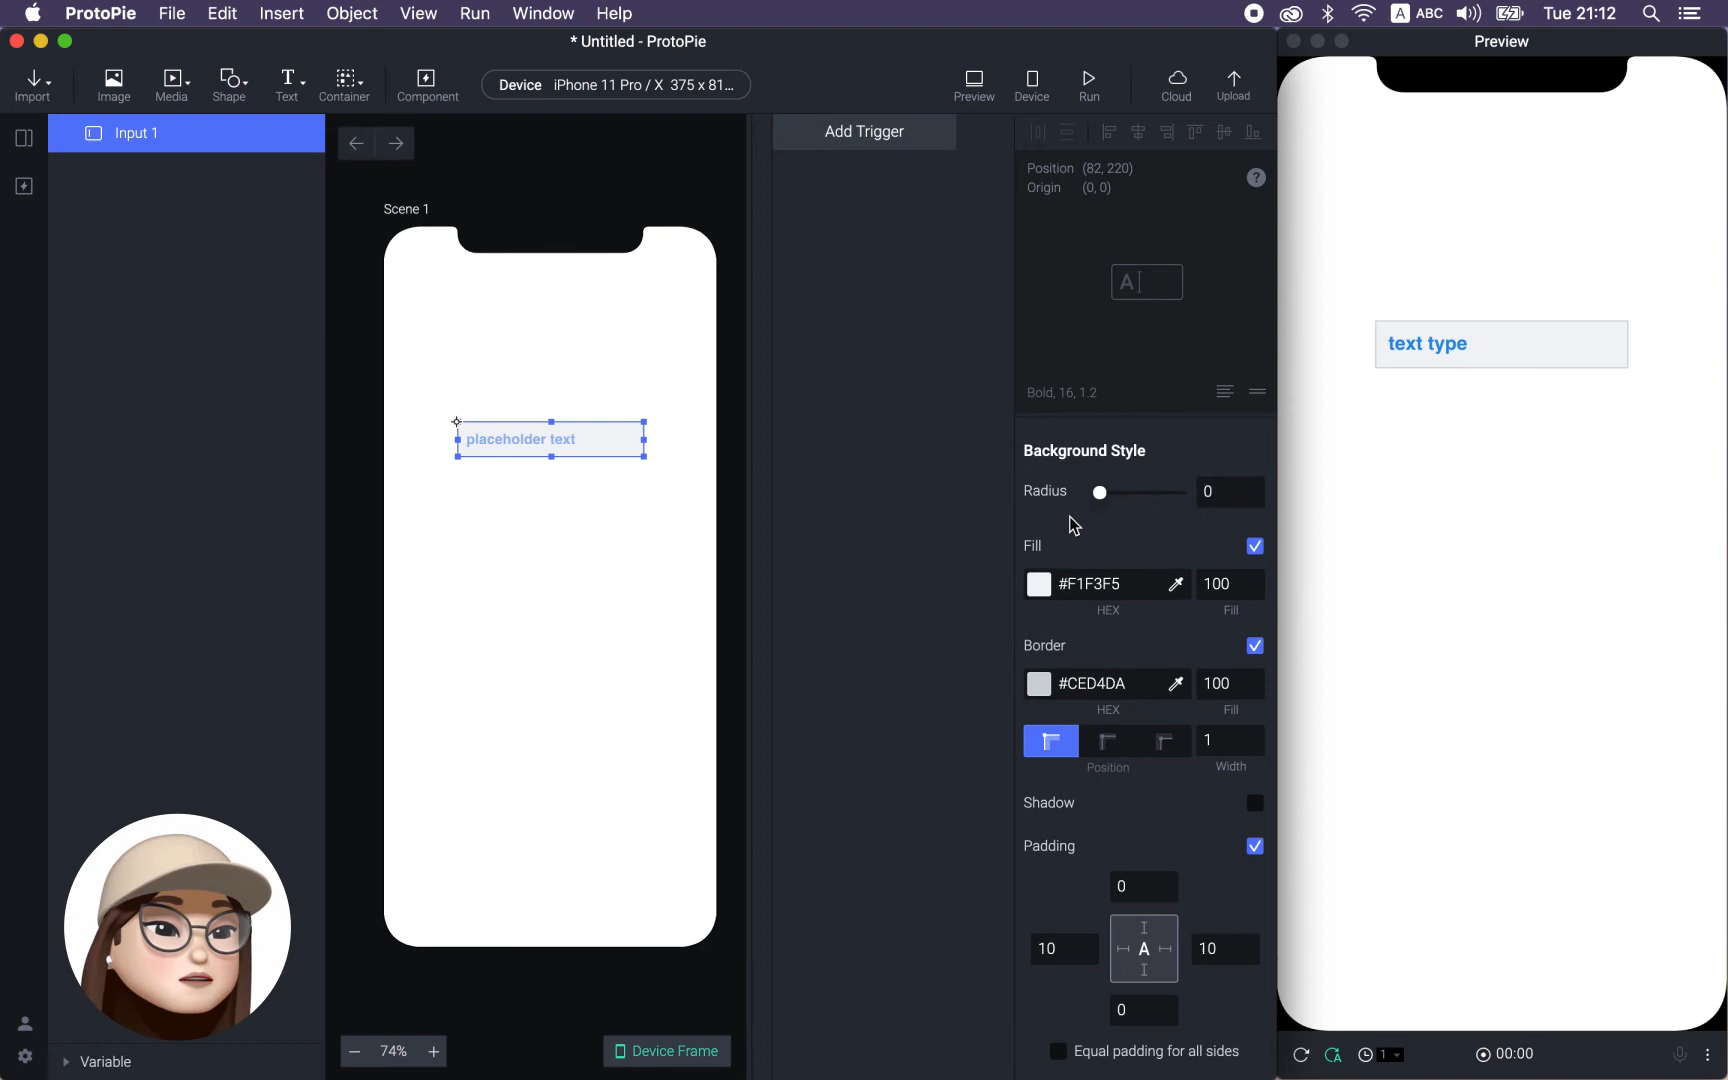 ProtoPie File Edit Insert Object View Run Window Help
A ABC Tue 21:12
* Untitled - ProtoPie
Preview
Import Image Media Shape Text Container Component
Device iPhone 11 Pro / X 375 x 81...
Preview Device Run Cloud Upload
Input 1
Add Trigger
Position (82, 220)
Origin (0, 0)
?
Scene 1
A
text type
Bold, 16, 1.2
placeholder text
Background Style
Radius 0
Fill
#F1F3F5 100
HEX Fill
Border
#CED4DA 100
HEX Fill
1
Position Width
Shadow
Padding
0
10 A 10
0
Equal padding for all sides
74%
Device Frame
Variable
A 1 00:00